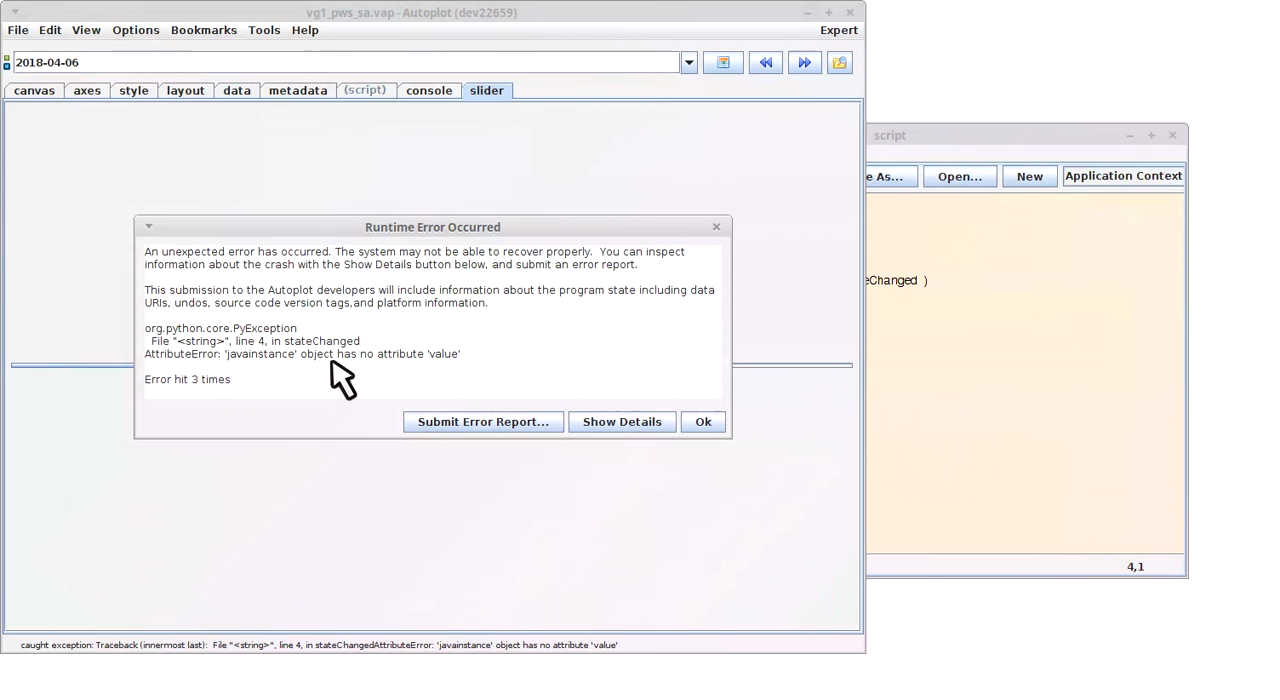 vg1_pws_sa.vap - Autoplot (dev22659)
File Edit View Options Bookmarks Tools Help Expert
2018-04-06
canvas axes style layout data metadata (script) console slider
script
e As... Open... New Application Context
eChanged )
4,1
Runtime Error Occurred
An unexpected error has occurred. The system may not be able to recover properly. You can inspect
information about the crash with the Show Details button below, and submit an error report.
This submission to the Autoplot developers will include information about the program state including data
URIs, undos, source code version tags,and platform information.
org.python.core.PyException
File "<string>", line 4, in stateChanged
AttributeError: 'javainstance' object has no attribute 'value'
Error hit 3 times
Submit Error Report... Show Details Ok
caught exception: Traceback (innermost last): File "<string>", line 4, in stateChangedAttributeError: 'javainstance' object has no attribute 'value'